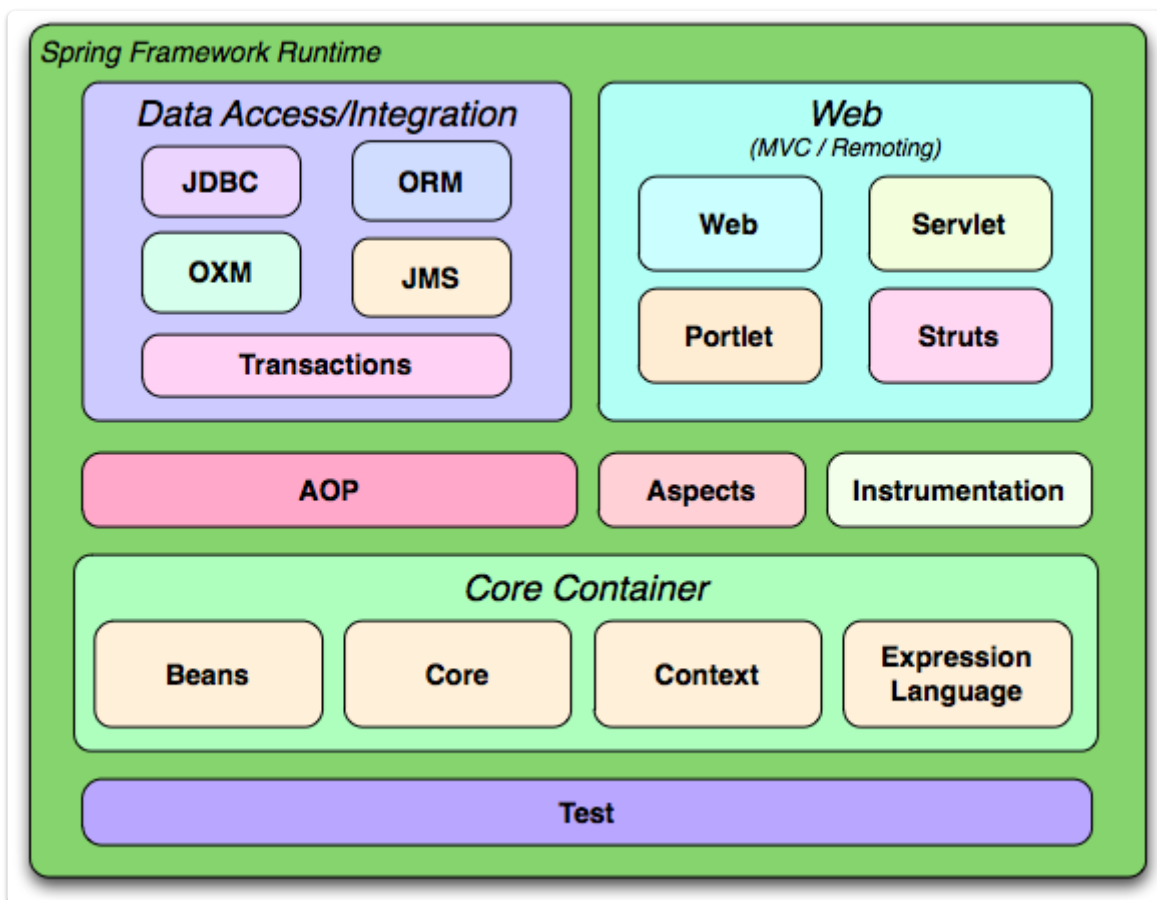 Spring Framework Runtime
Data Access/Integration
JDBC
ORM
OXM
JMS
Transactions
Web
(MVC / Remoting)
Web
Servlet
Portlet
Struts
AOP
Aspects
Instrumentation
Core Container
Beans
Core
Context
Expression
Language
Test